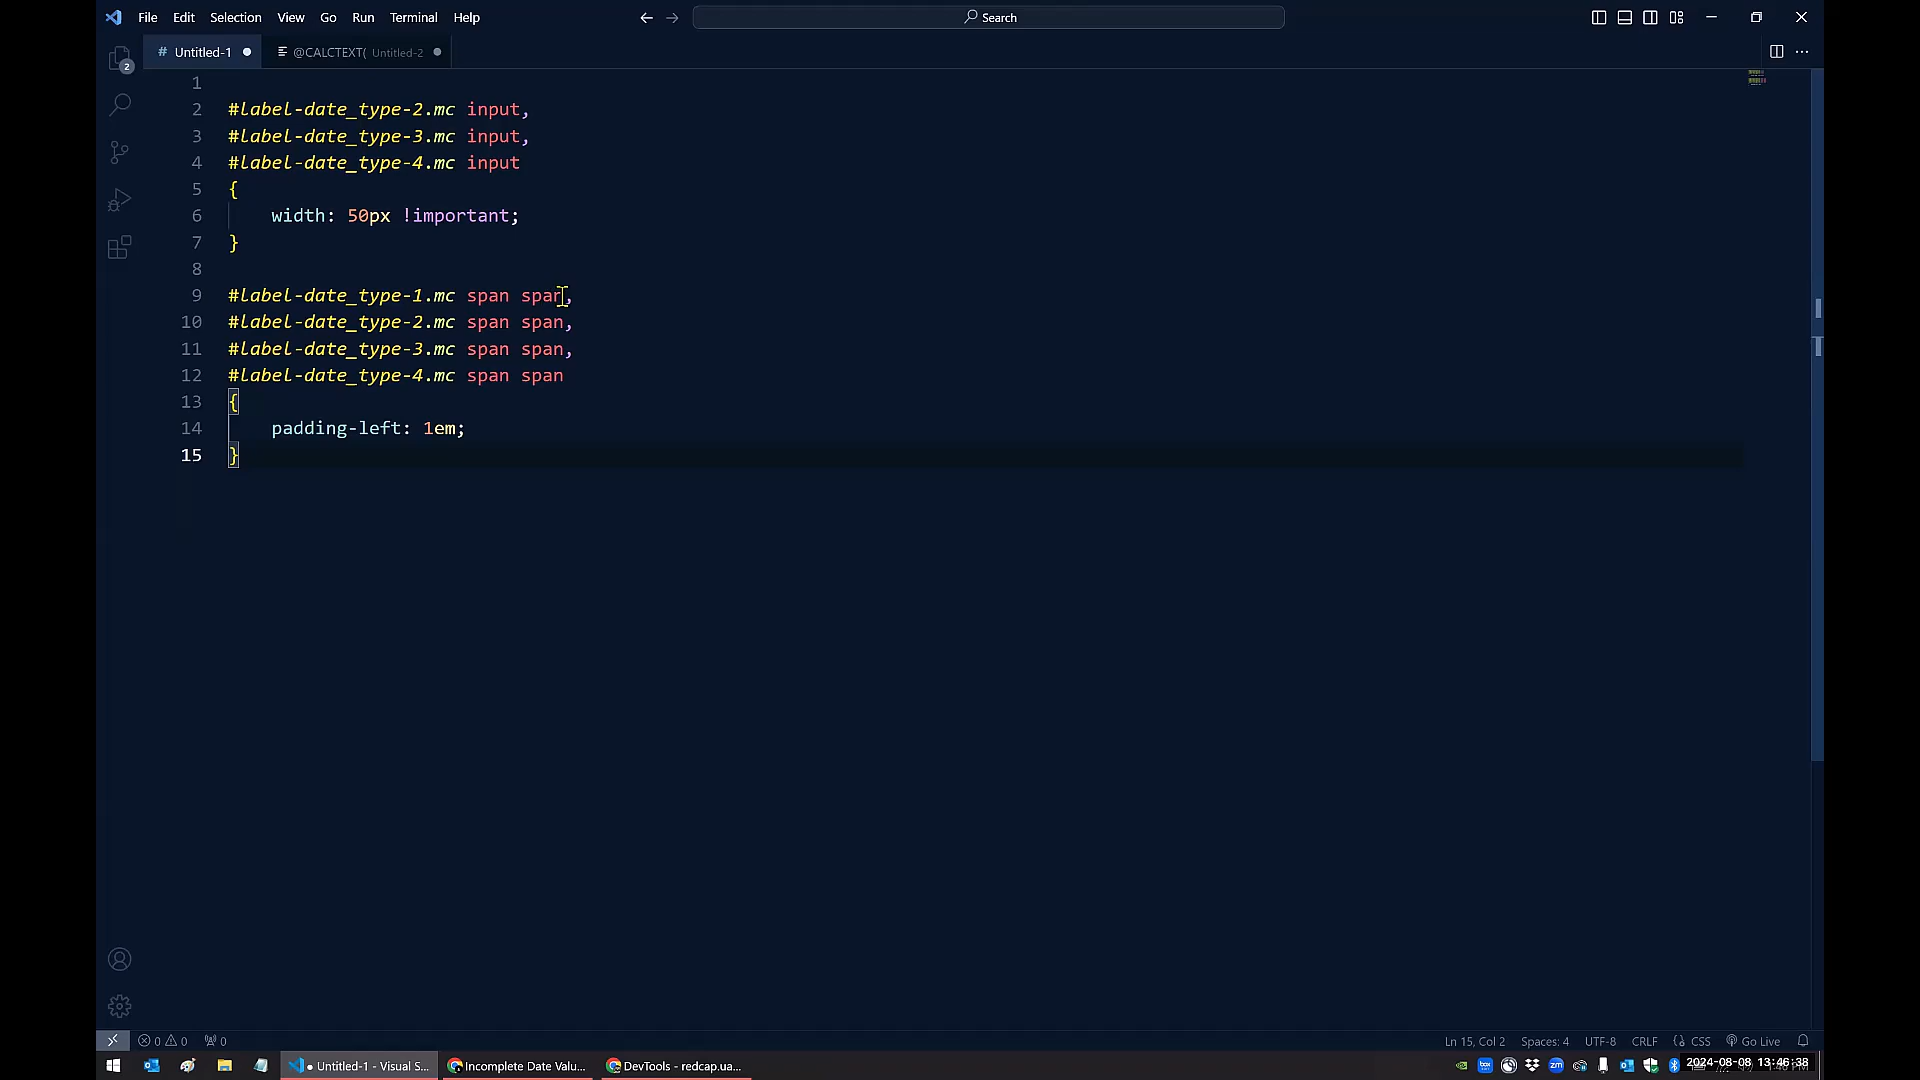 File Edit Selection View Go Run Terminal Help
Search
# Untitled-1
@CALCTEXT( Untitled-2
2
1
2 #label-date_type-2.mc input,
3 #label-date_type-3.mc input,
4 #label-date_type-4.mc input
5 {
6 width: 50px !important;
7 }
8
9 #label-date_type-1.mc span span,
10 #label-date_type-2.mc span span,
11 #label-date_type-3.mc span span,
12 #label-date_type-4.mc span span
13 {
14 padding-left: 1em;
15 }
0 0 0
Ln 15, Col 2 Spaces: 4 UTF-8 CRLF {} CSS Go Live
Untitled-1 - Visual S...
Incomplete Date Valu...
DevTools - redcap.ua...
box
zm
2024-08-08 13:46:38